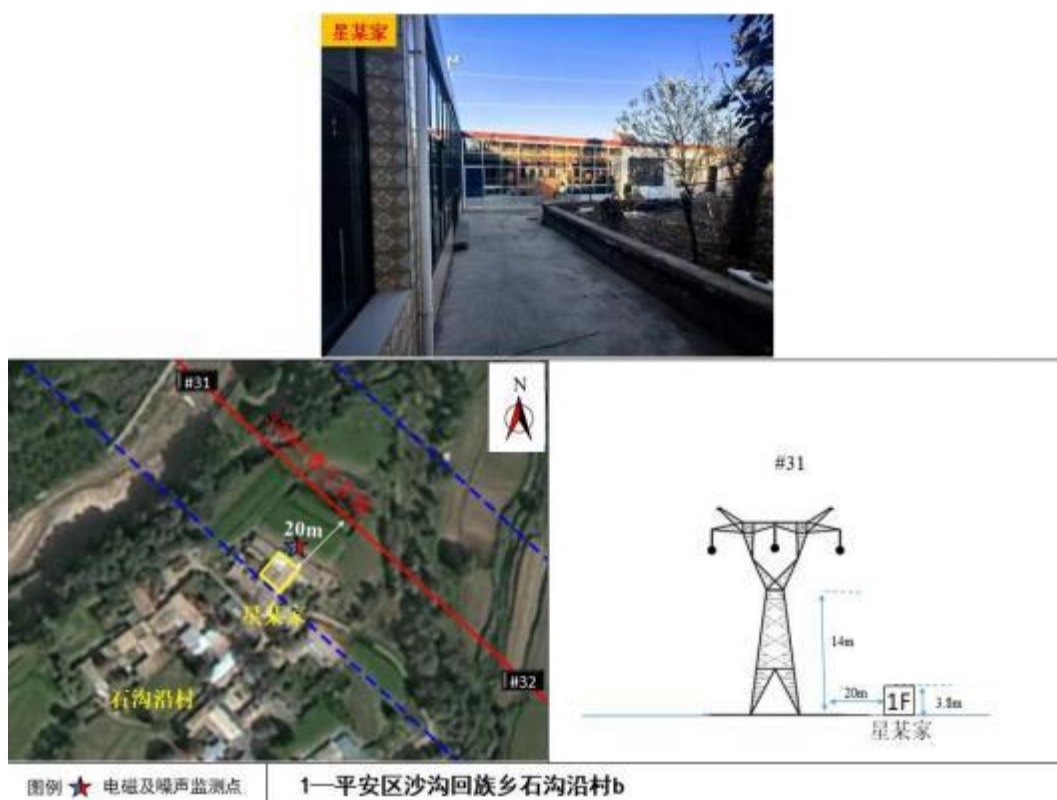 星某家
#31
N
20m
星某家
石沟沿村
#32
#31
14m
20m
1F
3.8m
星某家
图例
电磁及噪声监测点
1—平安区沙沟回族乡石沟沿村b